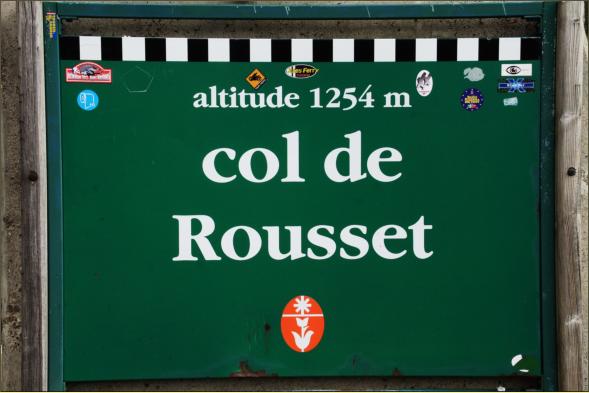 altitude 1254 m
col de
Rousset